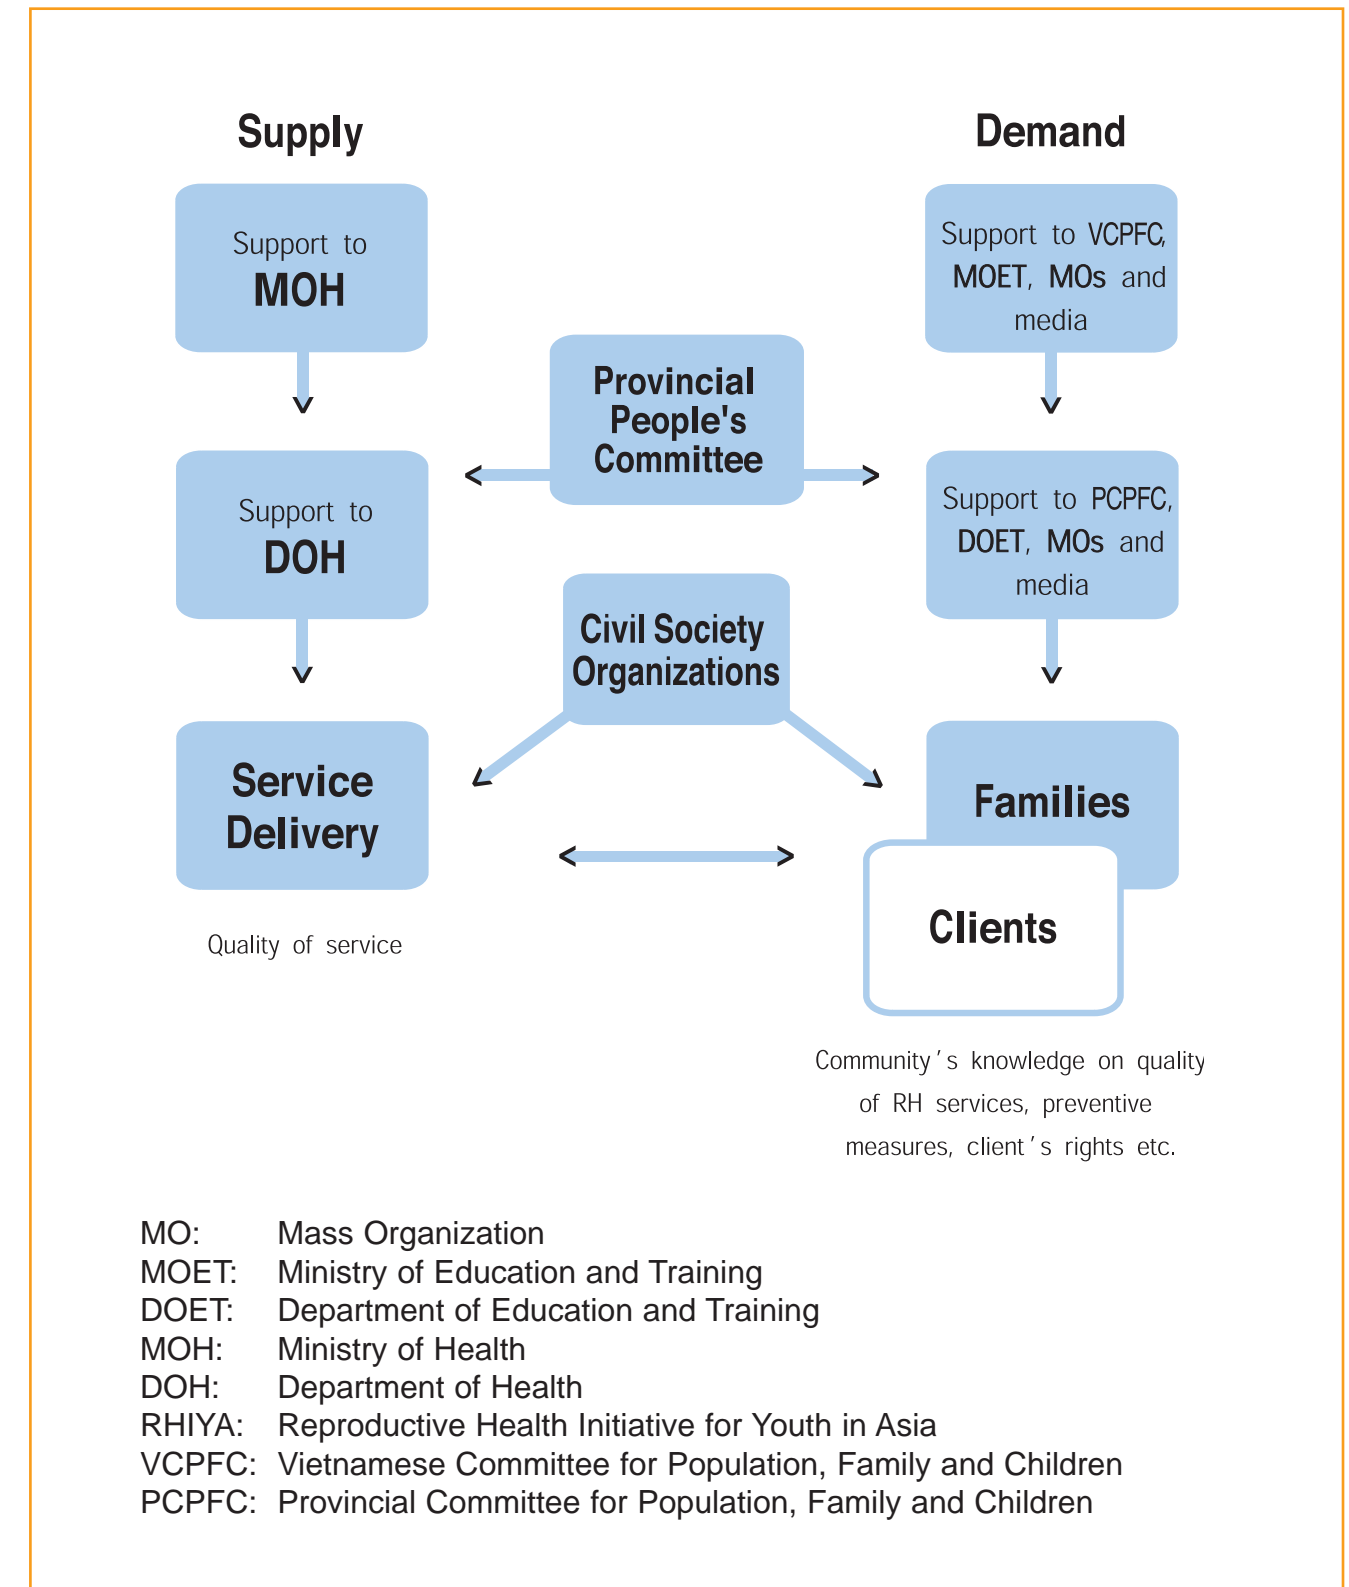 Supply
Demand
Support to
MOH
Support to VCPFC,
MOET, MOs and
media
Provincial
People's
Committee
Support to
DOH
Support to PCPFC,
DOET, MOs and
media
Civil Society
Organizations
Service
Delivery
Families
Clients
Quality of service
Community's knowledge on quality
of RH services, preventive
measures, client's rights etc.
MO: Mass Organization
MOET: Ministry of Education and Training
DOET: Department of Education and Training
MOH: Ministry of Health
DOH: Department of Health
RHIYA: Reproductive Health Initiative for Youth in Asia
VCPFC: Vietnamese Committee for Population, Family and Children
PCPFC: Provincial Committee for Population, Family and Children